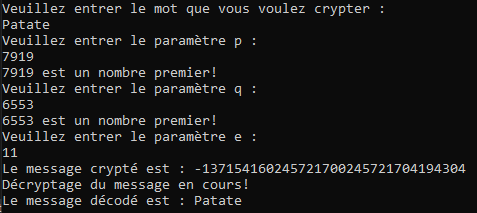 Veuillez entrer le mot que vous voulez crypter :
Patate
Veuillez entrer le paramètre p :
7919
7919 est un nombre premier!
Veuillez entrer le paramètre q :
6553
6553 est un nombre premier!
Veuillez entrer le paramètre e :
11
Le message crypté est : -137154160245721700245721704194304
Décryptage du message en cours!
Le message décodé est : Patate